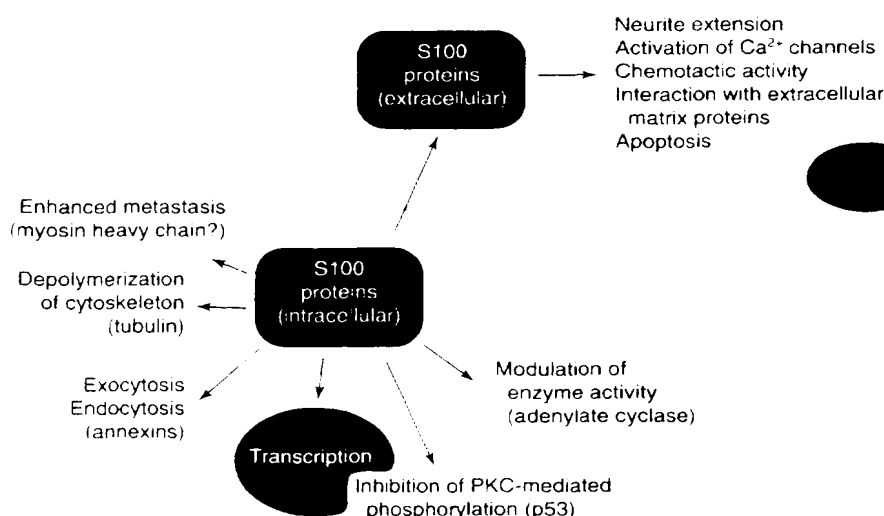 S100
proteins
(extracellular)
Neurite extension
Activation of Ca²⁺ channels
Chemotactic activity
Interaction with extracellular
matrix proteins
Apoptosis
Enhanced metastasis
(myosin heavy chain?)
Depolymerization
of cytoskeleton
(tubulin)
S100
proteins
(intracellular)
Exocytosis
Endocytosis
(annexins)
Transcription
Modulation of
enzyme activity
(adenylate cyclase)
Inhibition of PKC-mediated
phosphorylation (p53)